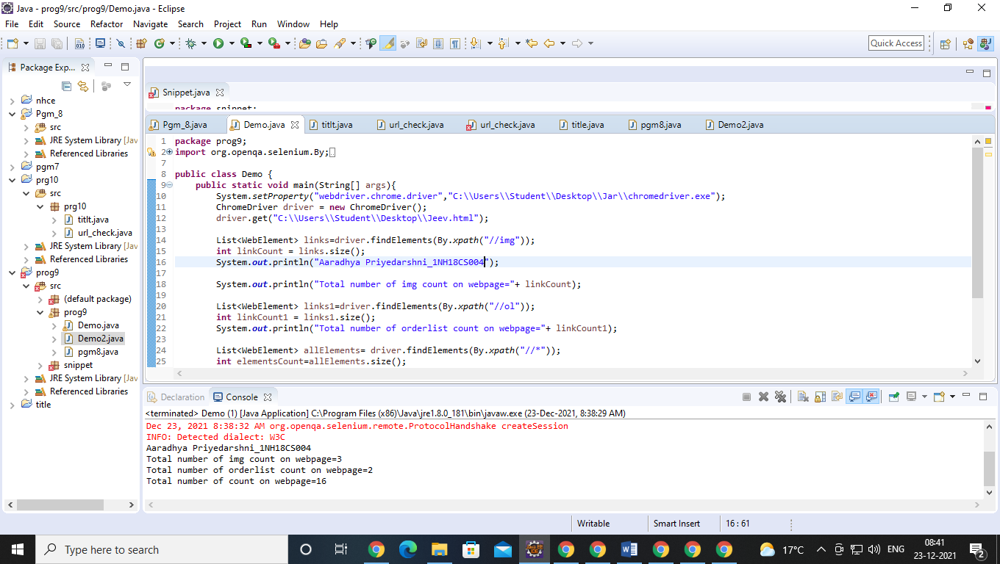 Java - prog9/src/prog9/Demo.java - Eclipse
File Edit Source Refactor Navigate Search Project Run Window Help
Quick Access
Package Exp...
nhce
Pgm_8
src
JRE System Library [Jav
Referenced Libraries
pgm7
prg10
src
prg10
titlt.java
url_check.java
JRE System Library [Jav
Referenced Libraries
prog9
src
(default package)
prog9
Demo.java
Demo2.java
pgm8.java
snippet
JRE System Library [Jav
Referenced Libraries
title
Snippet.java
package snippet;
Pgm_8.java Demo.java titlt.java url_check.java url_check.java title.java pgm8.java Demo2.java
1 package prog9;
2 import org.openqa.selenium.By;
7
8 public class Demo {
9 public static void main(String[] args){
10 System.setProperty("webdriver.chrome.driver","C:\\Users\\Student\\Desktop\\Jar\\chromedriver.exe");
11 ChromeDriver driver = new ChromeDriver();
12 driver.get("C:\\Users\\Student\\Desktop\\Jeev.html");
13
14 List<WebElement> links=driver.findElements(By.xpath("//img"));
15 int linkCount = links.size();
16 System.out.println("Aaradhya Priyedarshni_1NH18CS004");
17
18 System.out.println("Total number of img count on webpage="+ linkCount);
19
20 List<WebElement> links1=driver.findElements(By.xpath("//ol"));
21 int linkCount1 = links1.size();
22 System.out.println("Total number of orderlist count on webpage="+ linkCount1);
23
24 List<WebElement> allElements= driver.findElements(By.xpath("//*"));
25 int elementsCount=allElements.size();
Declaration Console
<terminated> Demo (1) [Java Application] C:\Program Files (x86)\Java\jre1.8.0_181\bin\javaw.exe (23-Dec-2021, 8:38:29 AM)
Dec 23, 2021 8:38:32 AM org.openqa.selenium.remote.ProtocolHandshake createSession
INFO: Detected dialect: W3C
Aaradhya Priyedarshni_1NH18CS004
Total number of img count on webpage=3
Total number of orderlist count on webpage=2
Total number of count on webpage=16
Writable Smart Insert 16 : 61
Type here to search
17°C ENG
08:41
23-12-2021
2